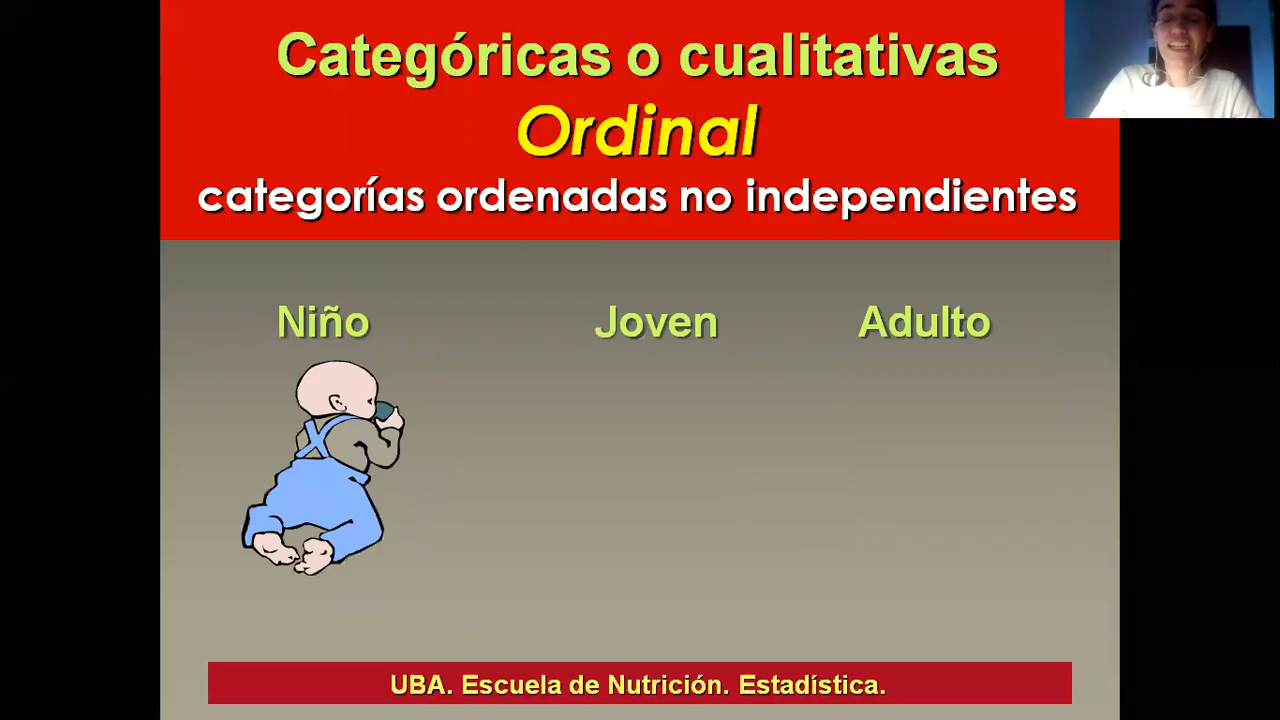 Categóricas o cualitativas
Ordinal
categorías ordenadas no independientes
Niño Joven Adulto
UBA. Escuela de Nutrición. Estadística.